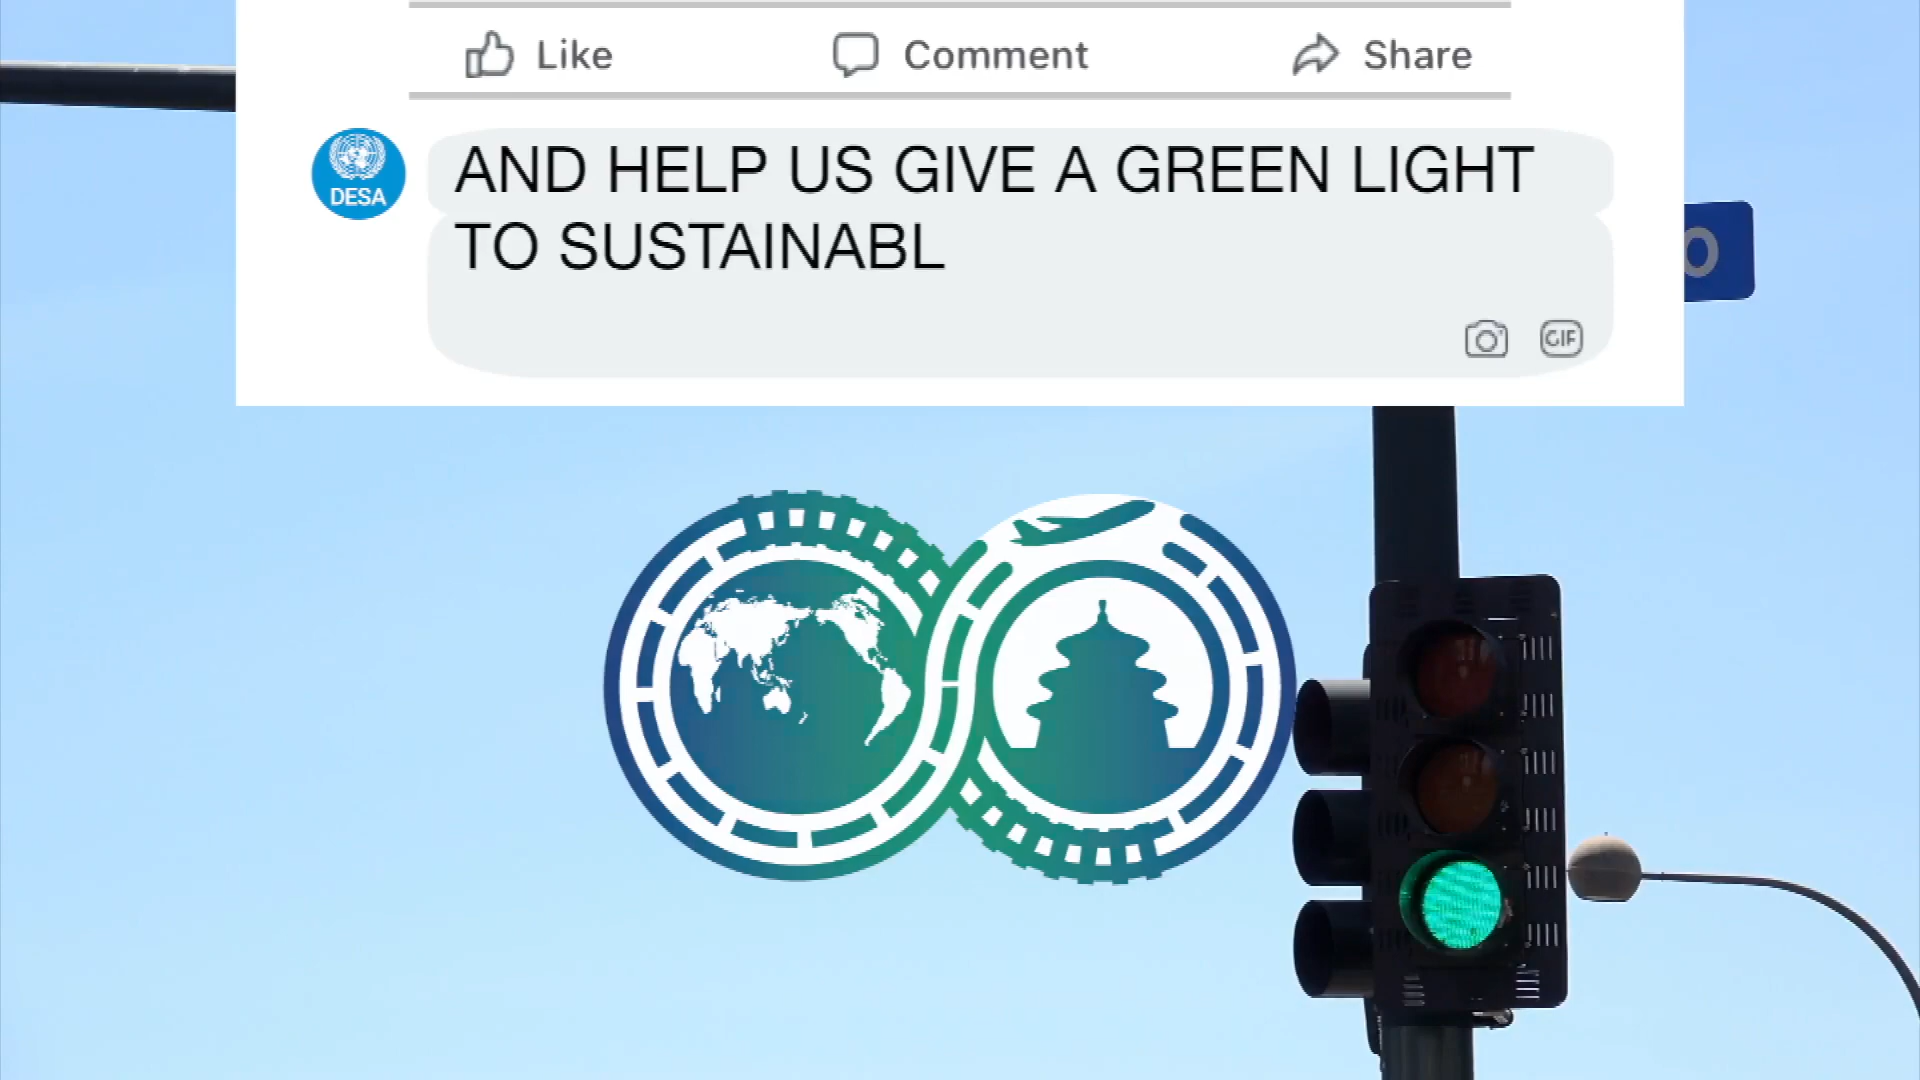 Like Comment Share
DESA
AND HELP US GIVE A GREEN LIGHT
TO SUSTAINABL
GIF
O